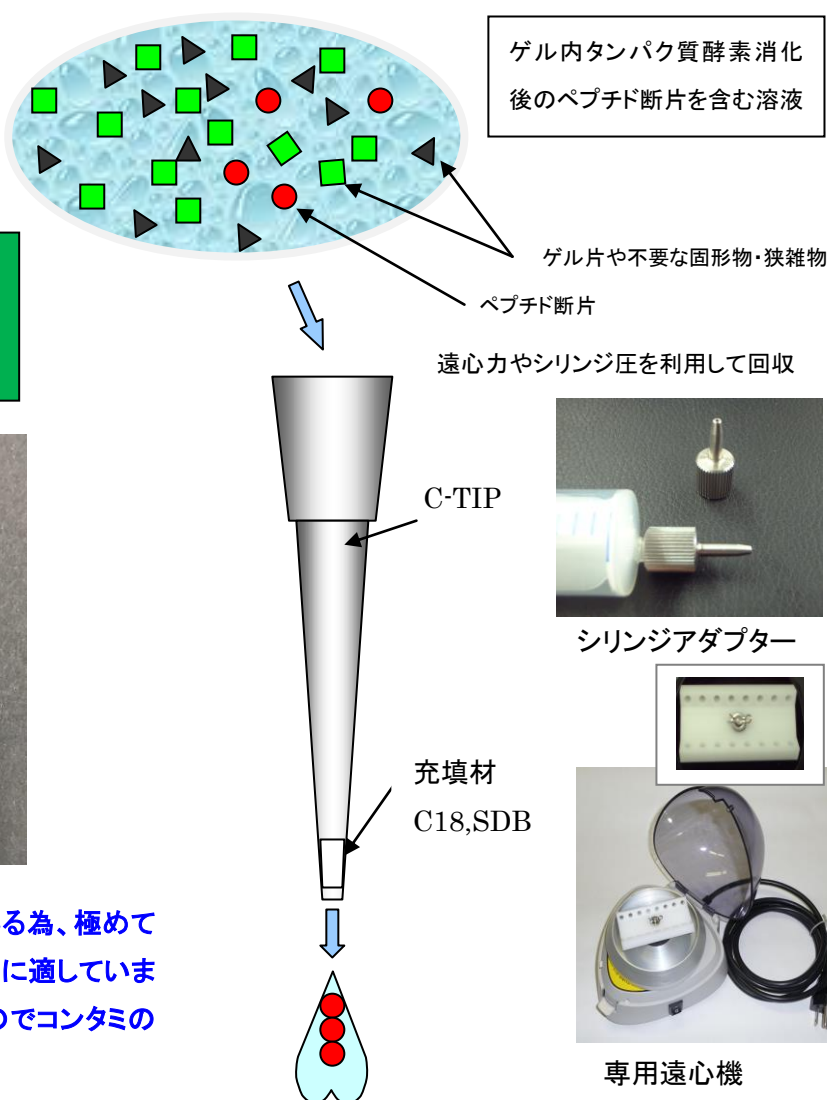 ゲル内タンパク質酵素消化
後のペプチド断片を含む溶液
ゲル片や不要な固形物・狭雑物
ペプチド断片
遠心力やシリンジ圧を利用して回収
C-TIP
シリンジアダプター
充填材
C18,SDB
る為、極めて
に適していま
のでコンタミの
専用遠心機